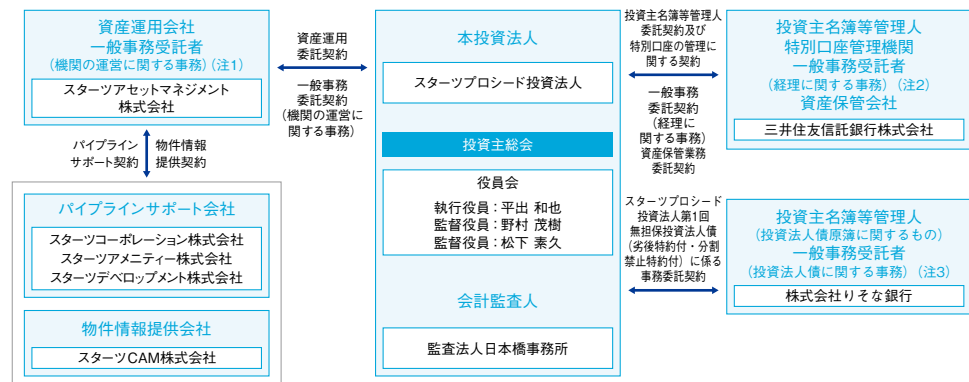 資産運用会社
一般事務受託者
(機関の運営に関する事務)(注1)
スターツアセットマネジメント
株式会社
資産運用
委託契約
一般事務
委託契約
(機関の運営に
関する事務)
パイプライン
サポート契約
物件情報
提供契約
パイプラインサポート会社
スターツコーポレーション株式会社
スターツアメニティー株式会社
スターツデベロップメント株式会社
物件情報提供会社
スターツCAM株式会社
本投資法人
スターツプロシード投資法人
投資主総会
役員会
執行役員：平出 和也
監督役員：野村 茂樹
監督役員：松下 素久
会計監査人
監査法人日本橋事務所
投資主名簿等管理人
委託契約及び
特別口座の管理に
関する契約
一般事務
委託契約
(経理に
関する事務)
資産保管業務
委託契約
スターツプロシード
投資法人第1回
無担保投資法人債
(劣後特約付・分割
禁止特約付)に係る
事務委託契約
投資主名簿等管理人
特別口座管理機関
一般事務受託者
(経理に関する事務)(注2)
資産保管会社
三井住友信託銀行株式会社
投資主名簿等管理人
(投資法人債原簿に関するもの)
一般事務受託者
(投資法人債に関する事務)(注3)
株式会社りそな銀行